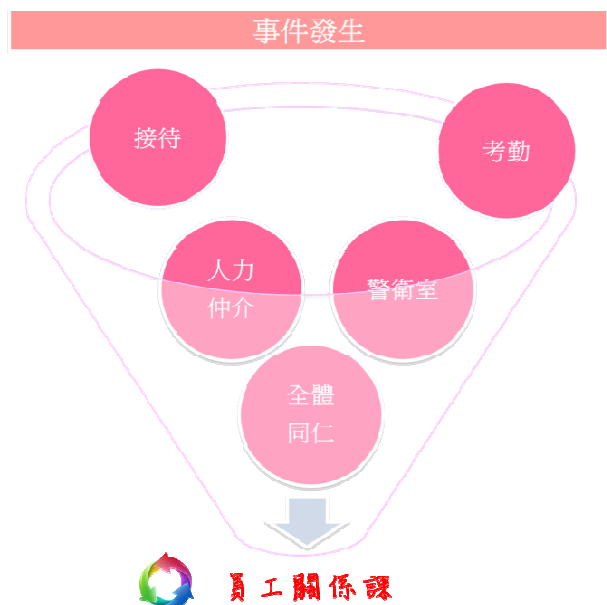 事件發生
接待
考勤
人力
仲介
警衛室
全體
同仁
員工關係課